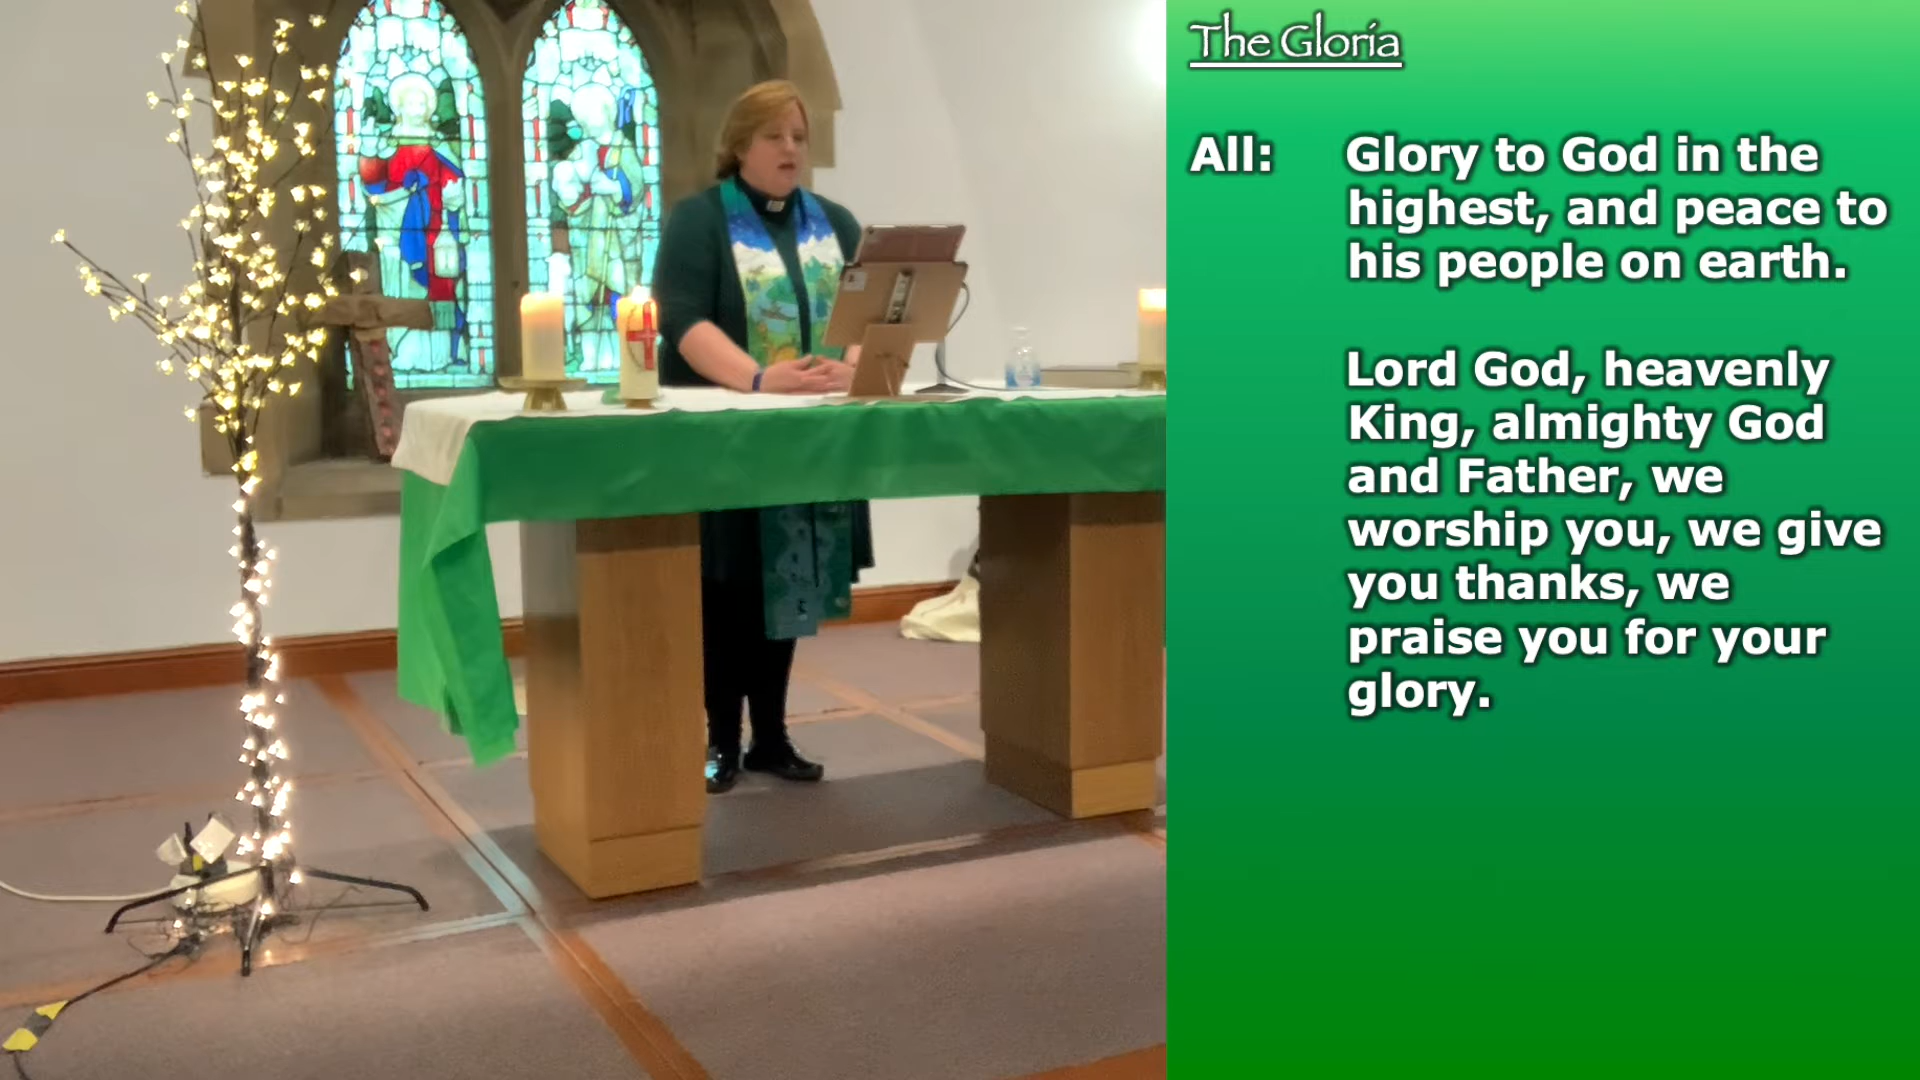 The Gloria
All: Glory to God in the
highest, and peace to
his people on earth.
Lord God, heavenly
King, almighty God
and Father, we
worship you, we give
you thanks, we
praise you for your
glory.